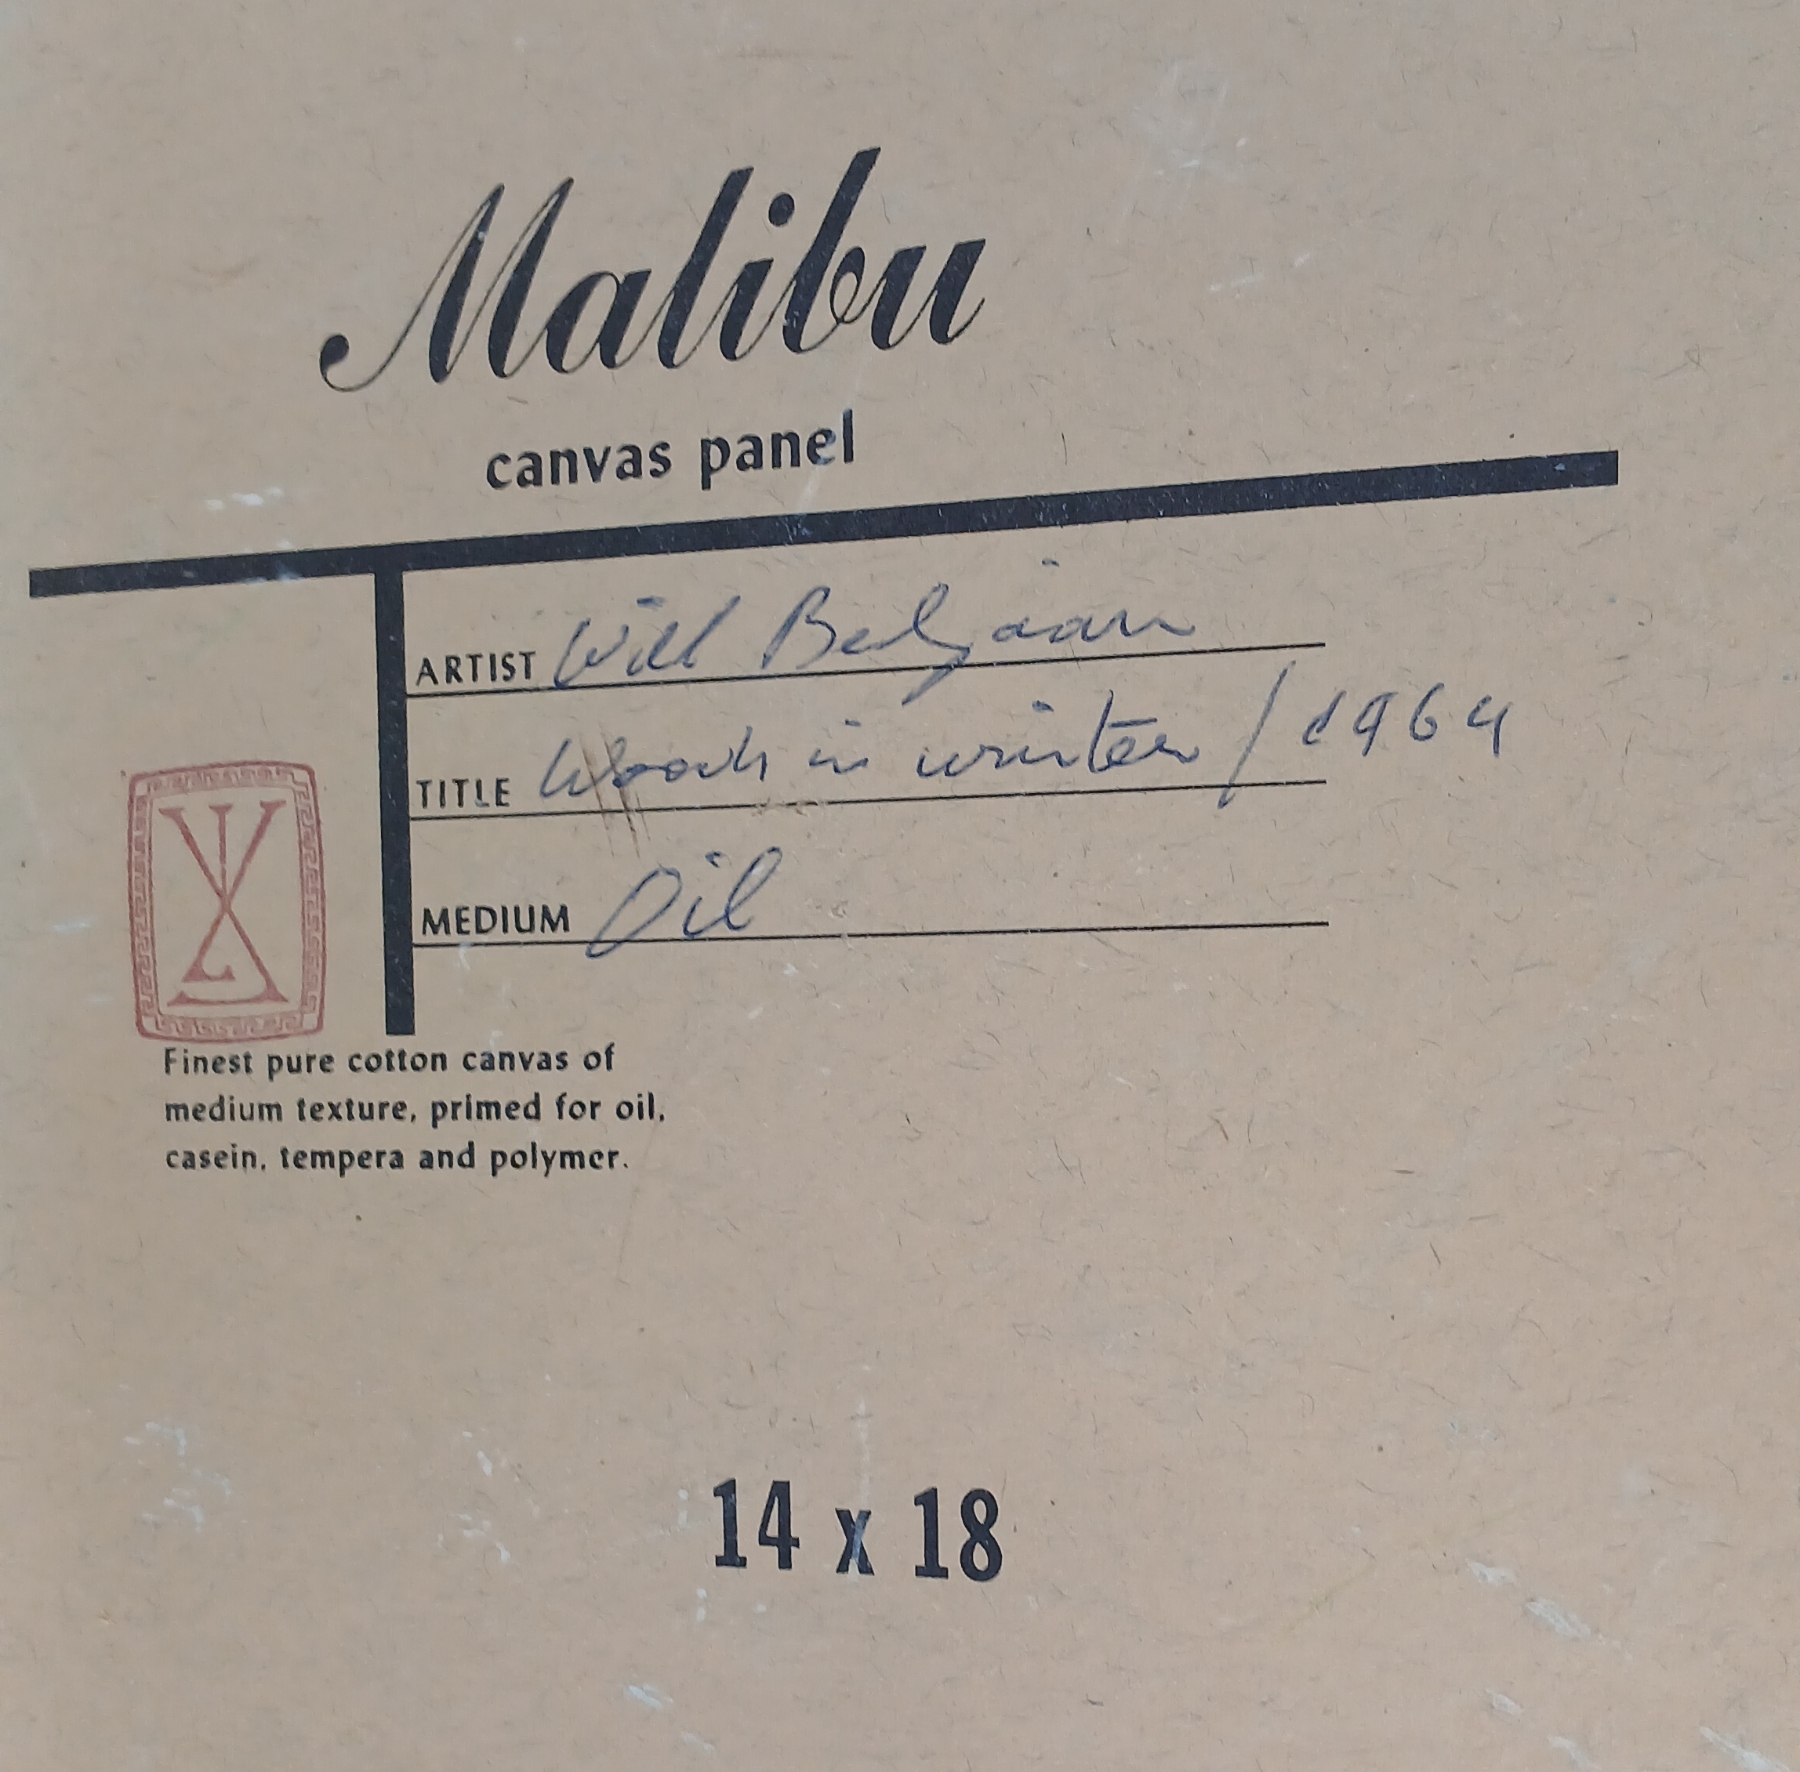 Malibu
canvas panel
ARTIST Will Beljaan
TITLE Woods in winter / 1964
MEDIUM Oil
Finest pure cotton canvas of
medium texture, primed for oil,
casein, tempera and polymer.
14 x 18